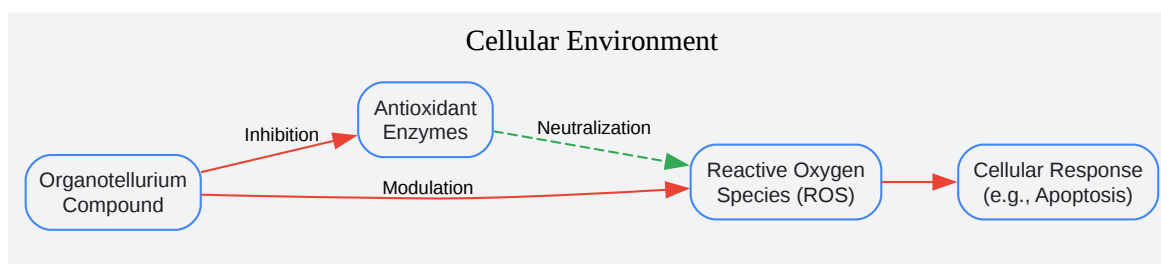 Cellular Environment
Antioxidant
Enzymes
Inhibition
Neutralization
Organotellurium
Compound
Modulation
Reactive Oxygen
Species (ROS)
Cellular Response
(e.g., Apoptosis)